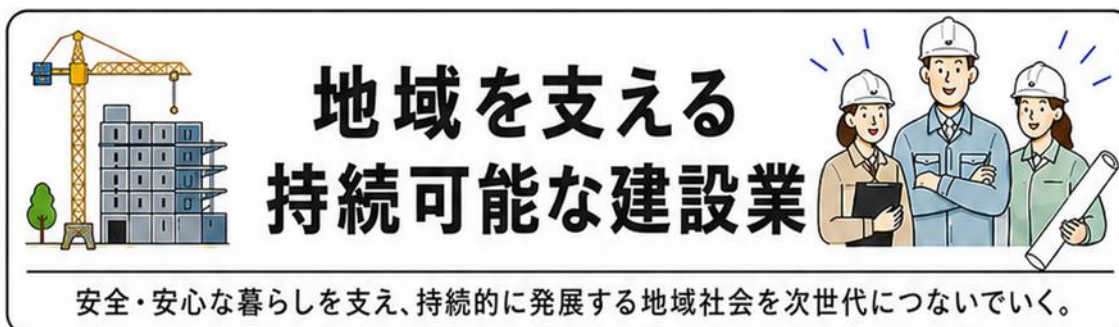 地域を支える
持続可能な建設業
安全・安心な暮らしを支え、持続的に発展する地域社会を次世代につないでいく。